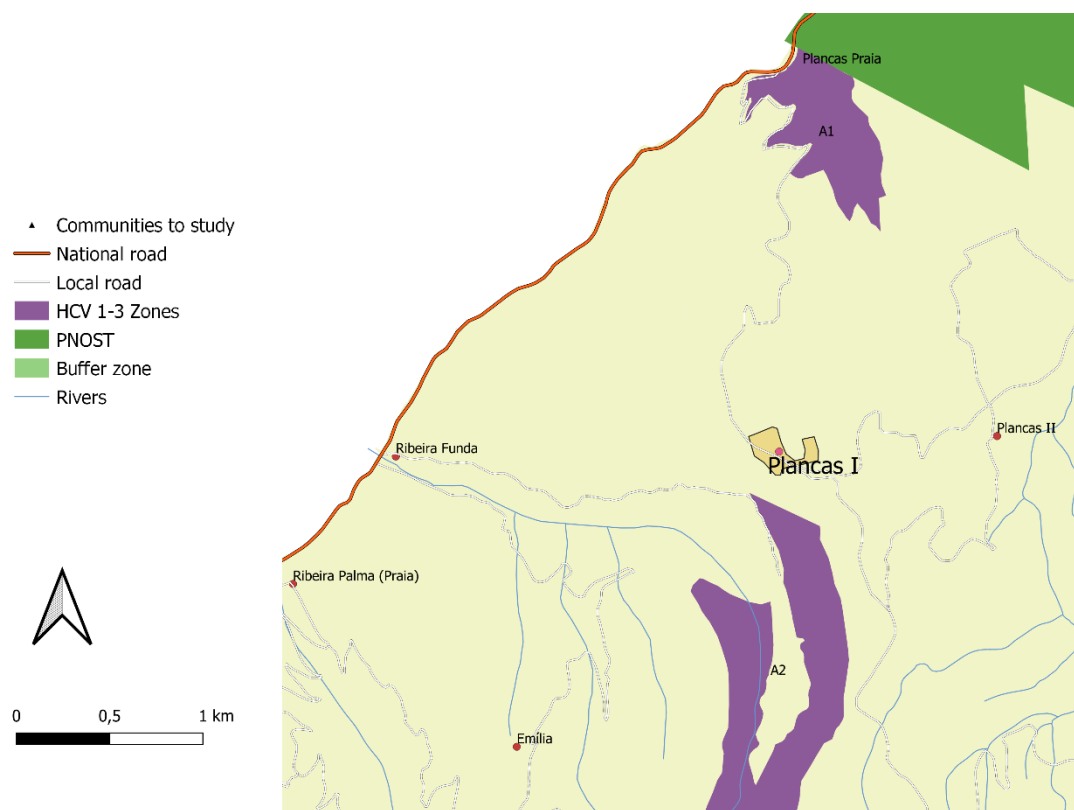 Plancas Praia
A1
Communities to study
National road
Local road
HCV 1-3 Zones
PNOST
Buffer zone
Rivers
Plancas II
Ribeira Funda
Plancas I
Ribeira Palma (Praia)
A2
0 0,5 1 km
Emília